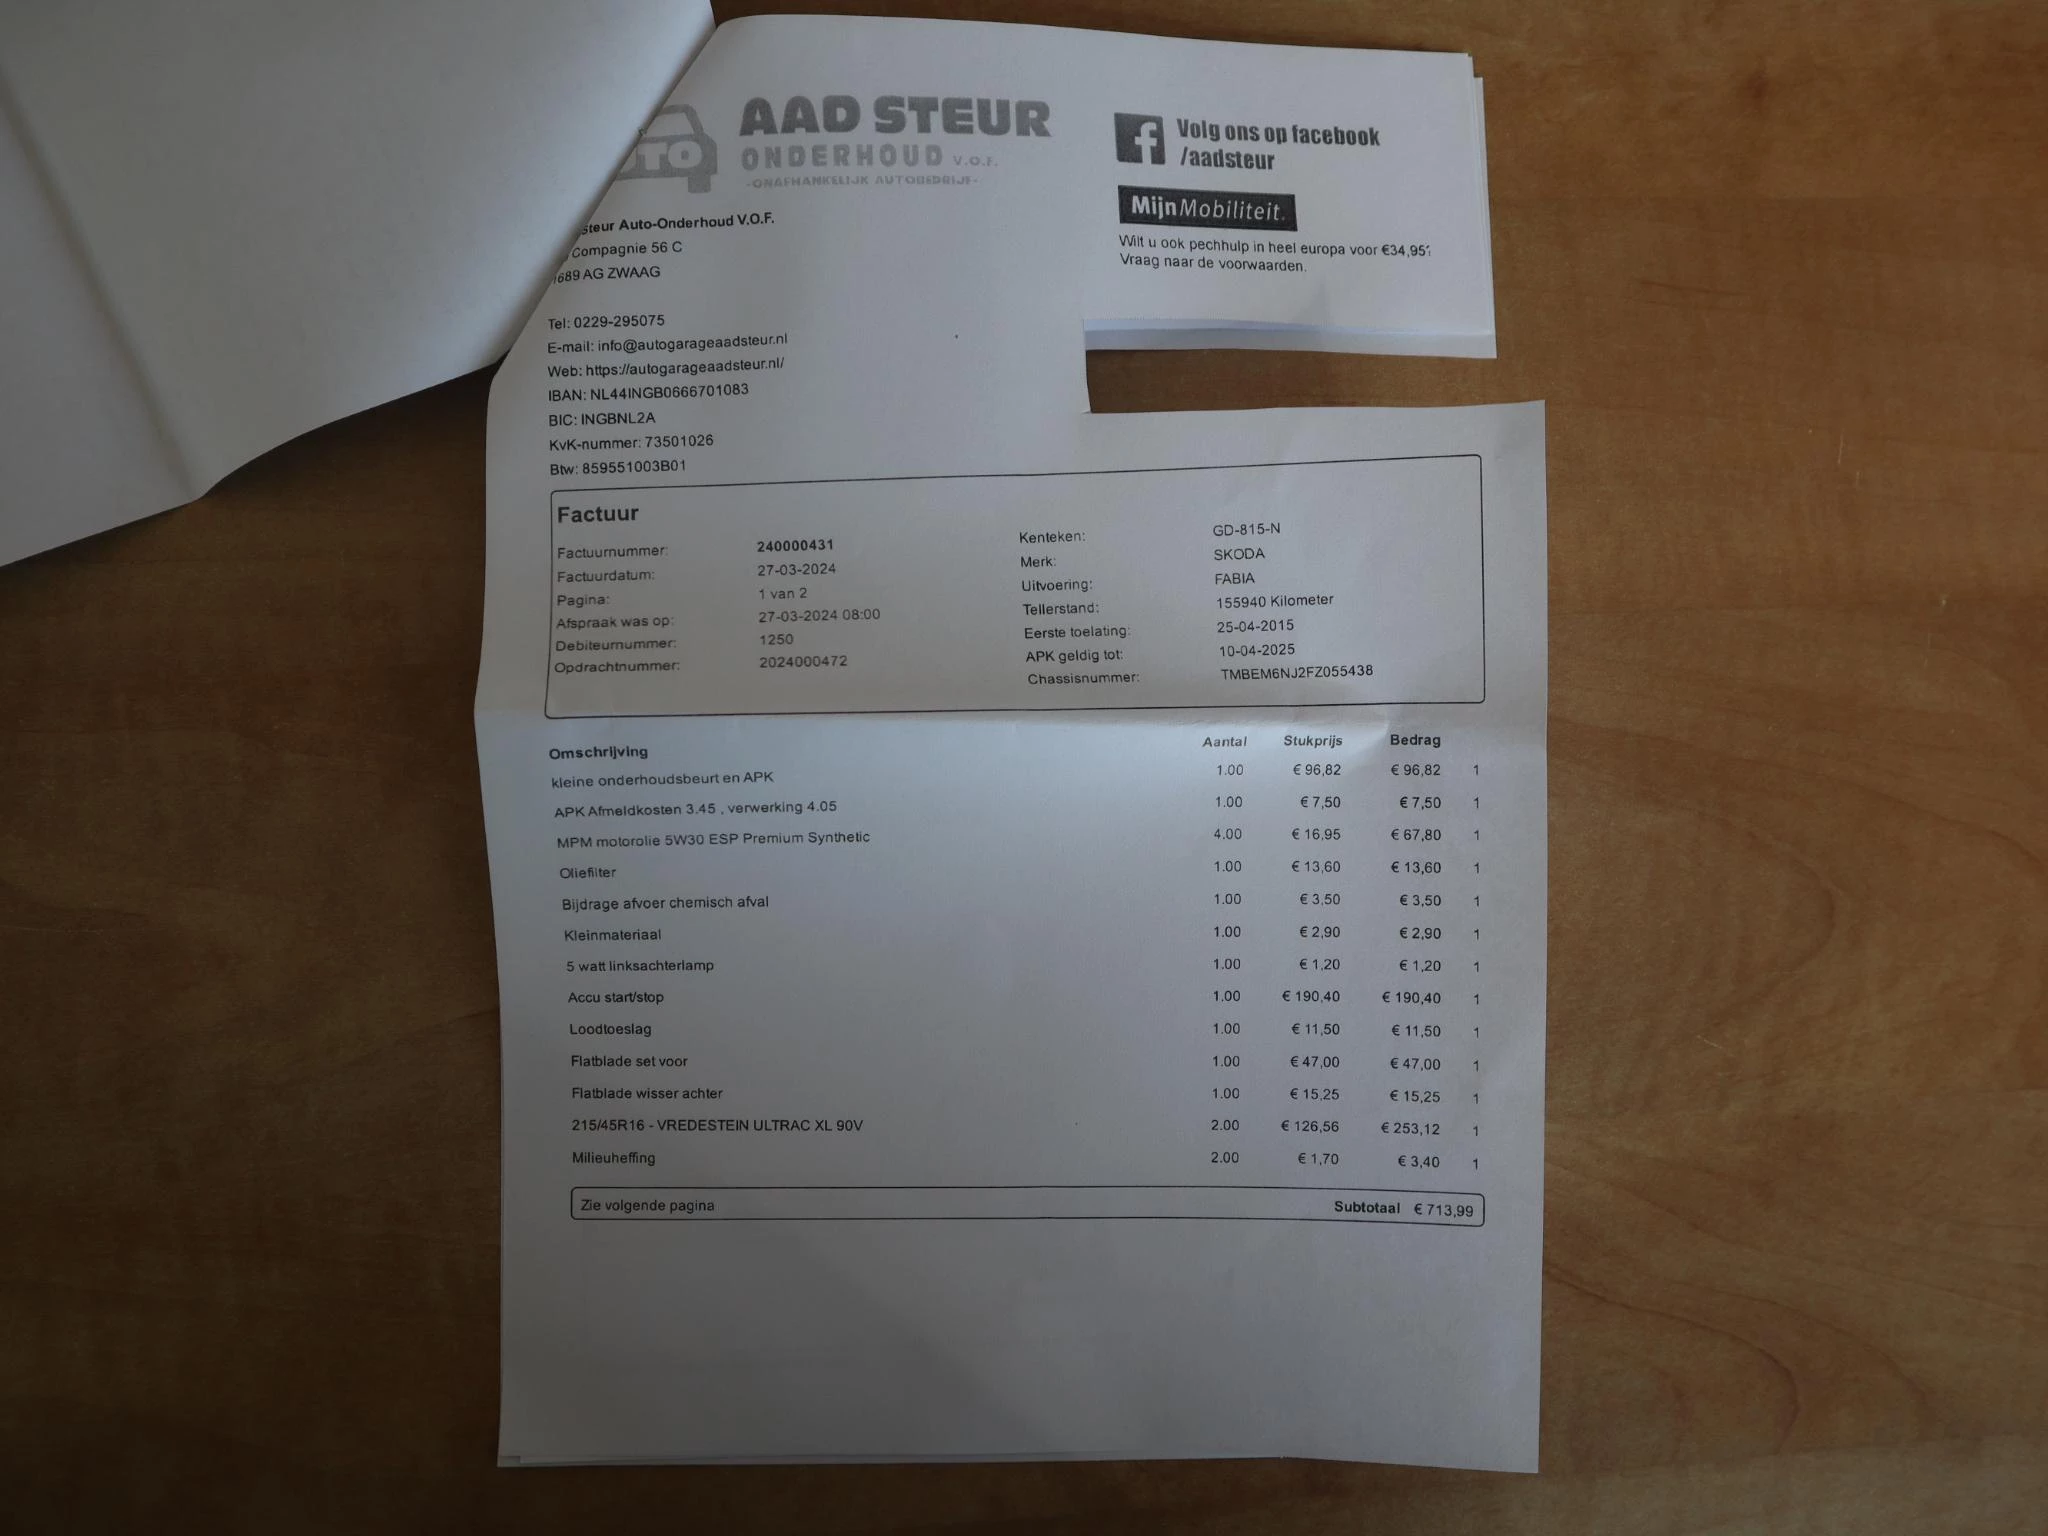 AAD STEUR
TO
ONDERHOUD V.O.F.
-ONAFHANKELIJK AUTOBEDRIJF-
Volg ons op facebook
/aadsteur
MijnMobiliteit.
Wilt u ook pechhulp in heel europa voor €34,95?
Vraag naar de voorwaarden.
Steur Auto-Onderhoud V.O.F.
Compagnie 56 C
689 AG ZWAAG
Tel: 0229-295075
E-mail: info@autogarageaadsteur.nl
Web: https://autogarageaadsteur.nl/
IBAN: NL44INGB0666701083
BIC: INGBNL2A
KvK-nummer: 73501026
Btw: 859551003B01
Factuur
Factuurnummer: 240000431
Factuurdatum: 27-03-2024
Pagina: 1 van 2
Afspraak was op: 27-03-2024 08:00
Debiteurnummer: 1250
Opdrachtnummer: 2024000472
Kenteken: GD-815-N
Merk: SKODA
Uitvoering: FABIA
Tellerstand: 155940 Kilometer
Eerste toelating: 25-04-2015
APK geldig tot: 10-04-2025
Chassisnummer: TMBEM6NJ2FZ055438
Omschrijving Aantal Stukprijs Bedrag
kleine onderhoudsbeurt en APK 1.00 € 96,82 € 96,82 1
APK Afmeldkosten 3.45 , verwerking 4.05 1.00 € 7,50 € 7,50 1
MPM motorolie 5W30 ESP Premium Synthetic 4.00 € 16,95 € 67,80 1
Oliefilter 1.00 € 13,60 € 13,60 1
Bijdrage afvoer chemisch afval 1.00 € 3,50 € 3,50 1
Kleinmateriaal 1.00 € 2,90 € 2,90 1
5 watt linksachterlamp 1.00 € 1,20 € 1,20 1
Accu start/stop 1.00 € 190,40 € 190,40 1
Loodtoeslag 1.00 € 11,50 € 11,50 1
Flatblade set voor 1.00 € 47,00 € 47,00 1
Flatblade wisser achter 1.00 € 15,25 € 15,25 1
215/45R16 - VREDESTEIN ULTRAC XL 90V 2.00 € 126,56 € 253,12 1
Milieuheffing 2.00 € 1,70 € 3,40 1
Zie volgende pagina Subtotaal € 713,99